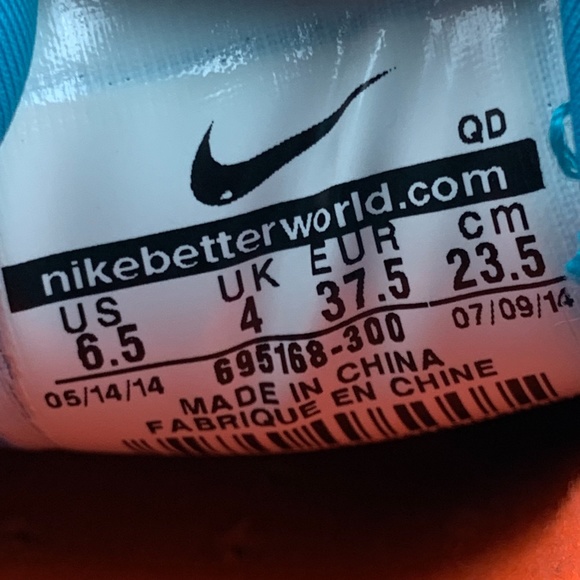 QD
nikebetterworld.com
US UK EUR cm
6.5 4 37.5 23.5
05/14/14 695168-300 07/09/14
MADE IN CHINA
FABRIQUE EN CHINE